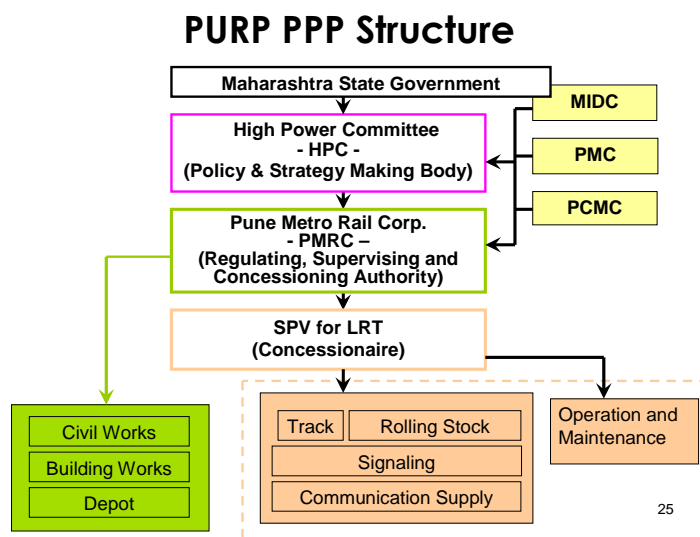 PURP PPP Structure
Maharashtra State Government
MIDC
High Power Committee
- HPC -
(Policy & Strategy Making Body)
PMC
PCMC
Pune Metro Rail Corp.
- PMRC –
(Regulating, Supervising and
Concessioning Authority)
SPV for LRT
(Concessionaire)
Civil Works
Building Works
Depot
Track
Rolling Stock
Signaling
Communication Supply
Operation and
Maintenance
25